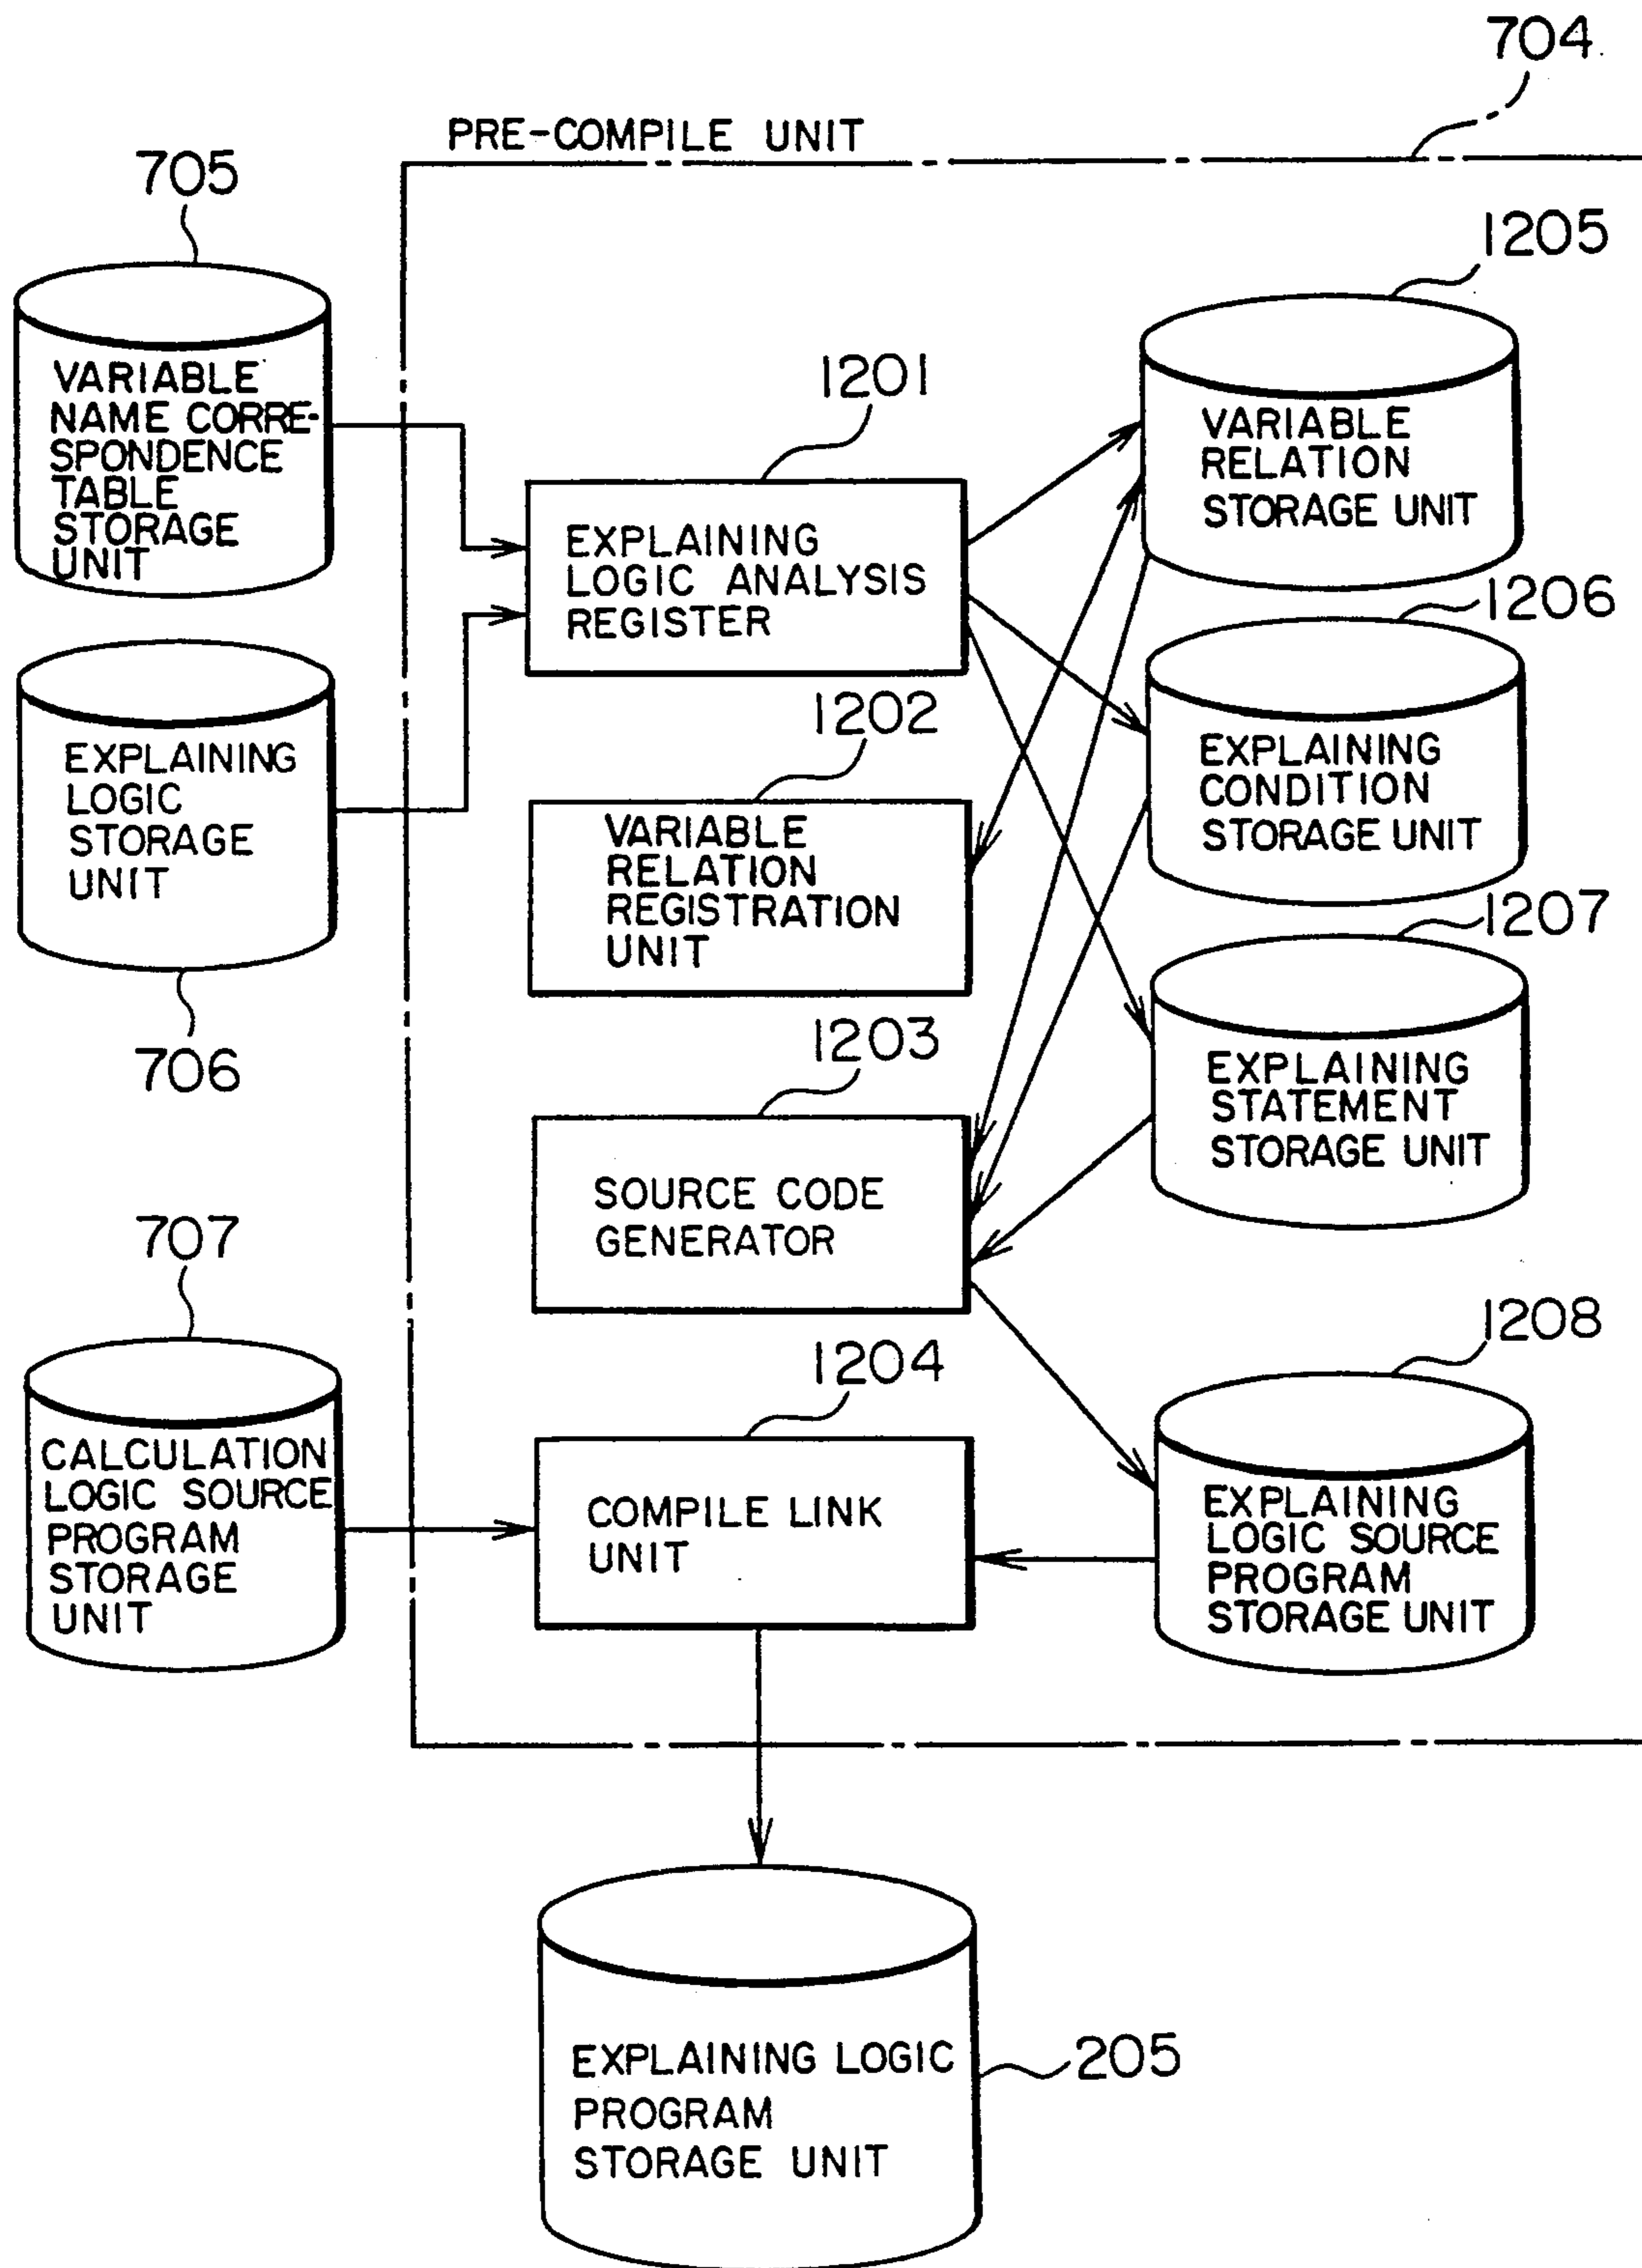 704
PRE-COMPILE UNIT
705
1205
VARIABLE
NAME CORRE-
SPONDENCE
TABLE
STORAGE
UNIT
1201
VARIABLE
RELATION
STORAGE UNIT
EXPLAINING
LOGIC ANALYSIS
REGISTER
1206
EXPLAINING
LOGIC
STORAGE
UNIT
706
1202
VARIABLE
RELATION
REGISTRATION
UNIT
EXPLAINING
CONDITION
STORAGE UNIT
1207
1203
EXPLAINING
STATEMENT
STORAGE UNIT
SOURCE CODE
GENERATOR
707
1208
1204
CALCULATION
LOGIC SOURCE
PROGRAM
STORAGE
UNIT
COMPILE LINK
UNIT
EXPLAINING
LOGIC SOURCE
PROGRAM
STORAGE UNIT
EXPLAINING LOGIC
PROGRAM
STORAGE UNIT
205